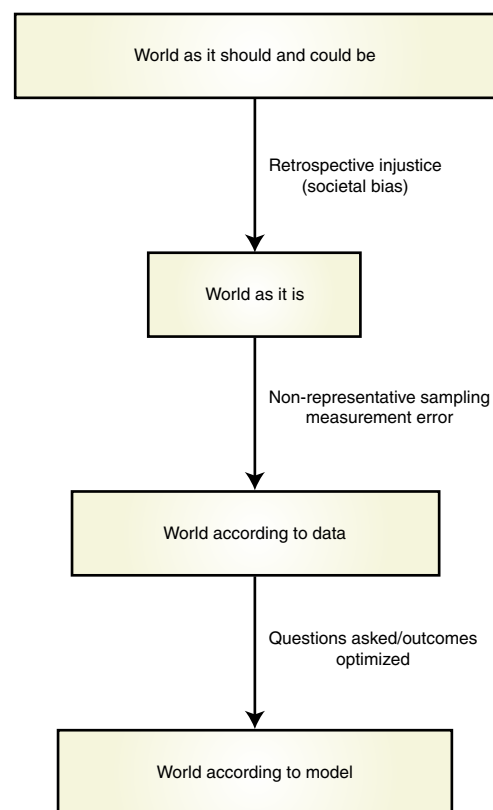 World as it should and could be
Retrospective injustice
(societal bias)
World as it is
Non-representative sampling
measurement error
World according to data
Questions asked/outcomes
optimized
World according to model